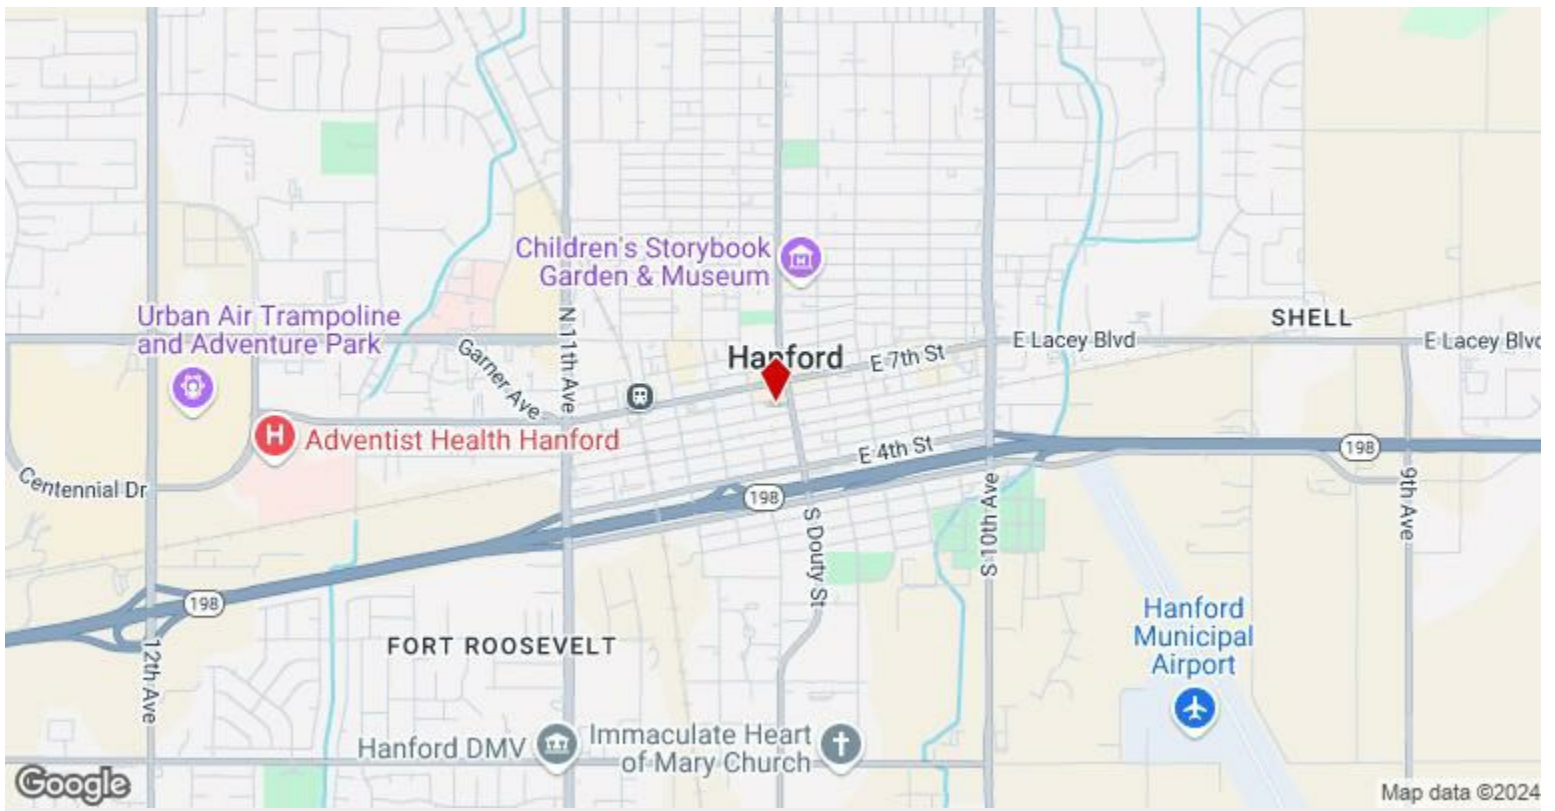 Children's Storybook
Garden & Museum
Urban Air Trampoline
and Adventure Park
N 11th Ave
SHELL
E Lacey Blvd
E Lacey Blvd
Garner Ave
Hanford
E 7th St
Adventist Health Hanford
E 4th St
198
Centennial Dr
198
9th Ave
S Douty St
S 10th Ave
198
Hanford
Municipal
Airport
FORT ROOSEVELT
12th Ave
Hanford DMV
Immaculate Heart
of Mary Church
Google
Map data ©2024